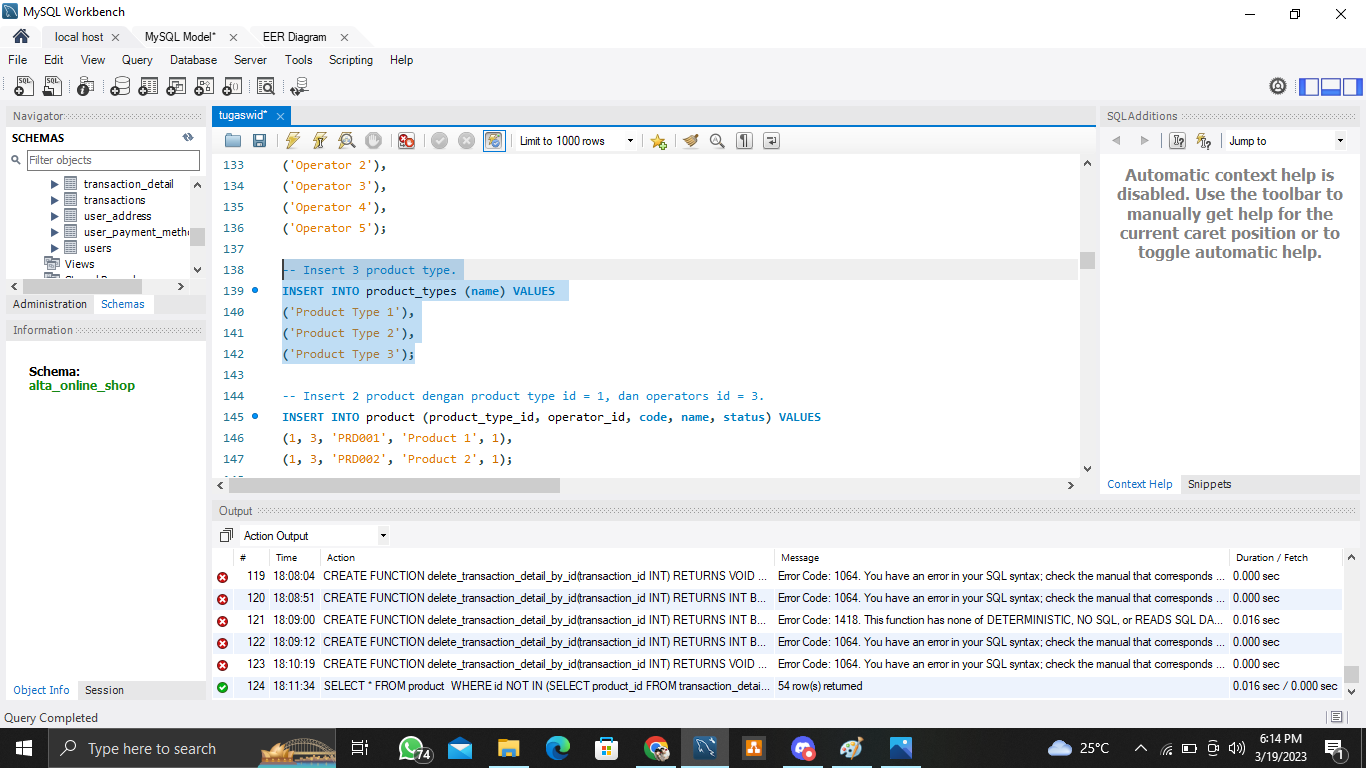 MySQL Workbench
local host
MySQL Model*
EER Diagram
File Edit View Query Database Server Tools Scripting Help
Navigator
SCHEMAS
Filter objects
transaction_detail
transactions
user_address
user_payment_meth
users
Views
Administration Schemas
Information
Schema:
alta_online_shop
Object Info Session
Query Completed
tugaswid*
Limit to 1000 rows
133 ('Operator 2'),
134 ('Operator 3'),
135 ('Operator 4'),
136 ('Operator 5');
137
138 -- Insert 3 product type.
139 INSERT INTO product_types (name) VALUES
140 ('Product Type 1'),
141 ('Product Type 2'),
142 ('Product Type 3');
143
144 -- Insert 2 product dengan product type id = 1, dan operators id = 3.
145 INSERT INTO product (product_type_id, operator_id, code, name, status) VALUES
146 (1, 3, 'PRD001', 'Product 1', 1),
147 (1, 3, 'PRD002', 'Product 2', 1);
SQLAdditions
Jump to
Automatic context help is
disabled. Use the toolbar to
manually get help for the
current caret position or to
toggle automatic help.
Context Help Snippets
Output
Action Output
# Time Action Message Duration / Fetch
119 18:08:04 CREATE FUNCTION delete_transaction_detail_by_id(transaction_id INT) RETURNS VOID ... Error Code: 1064. You have an error in your SQL syntax; check the manual that corresponds ... 0.000 sec
120 18:08:51 CREATE FUNCTION delete_transaction_detail_by_id(transaction_id INT) RETURNS INT B... Error Code: 1064. You have an error in your SQL syntax; check the manual that corresponds ... 0.000 sec
121 18:09:00 CREATE FUNCTION delete_transaction_detail_by_id(transaction_id INT) RETURNS INT B... Error Code: 1418. This function has none of DETERMINISTIC, NO SQL, or READS SQL DA... 0.016 sec
122 18:09:12 CREATE FUNCTION delete_transaction_detail_by_id(transaction_id INT) RETURNS INT B... Error Code: 1064. You have an error in your SQL syntax; check the manual that corresponds ... 0.000 sec
123 18:10:19 CREATE FUNCTION delete_transaction_detail_by_id(transaction_id INT) RETURNS VOID ... Error Code: 1064. You have an error in your SQL syntax; check the manual that corresponds ... 0.000 sec
124 18:11:34 SELECT * FROM product WHERE id NOT IN (SELECT product_id FROM transaction_detai... 54 row(s) returned 0.016 sec / 0.000 sec
Type here to search
74
25°C
6:14 PM
3/19/2023
1